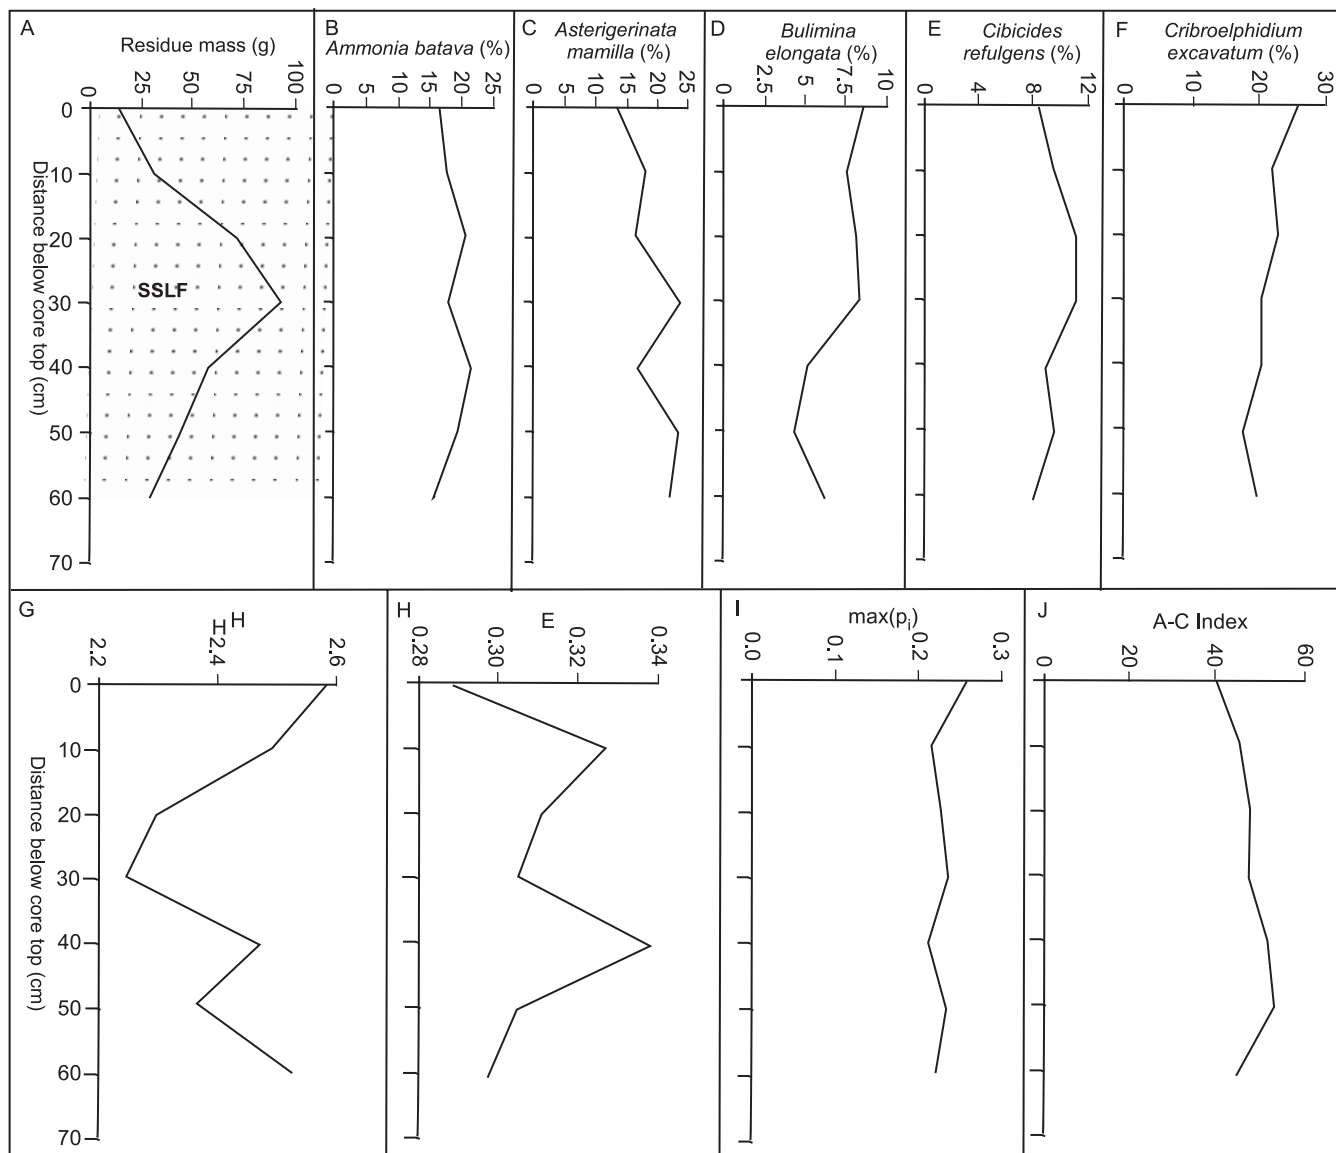 A
Residue mass (g)
0 25 50 75 100
0
10
20
30
40
50
60
70
Distance below core top (cm)
SSLF
B
Ammonia batava (%)
0 5 10 15 20 25
C
Asterigerinata
mamilla (%)
0 5 10 15 20 25
D
Bulimina
elongata (%)
0 2.5 5 7.5 10
E
Cibicides
refulgens (%)
0 4 8 12
F
Cribroelphidium
excavatum (%)
0 10 20 30
G
H
H
2.2 2.4 2.6
0
10
20
30
40
50
60
70
Distance below core top (cm)
H
E
0.28 0.30 0.32 0.34
I
max(pi)
0.0 0.1 0.2 0.3
J
A-C Index
0 20 40 60